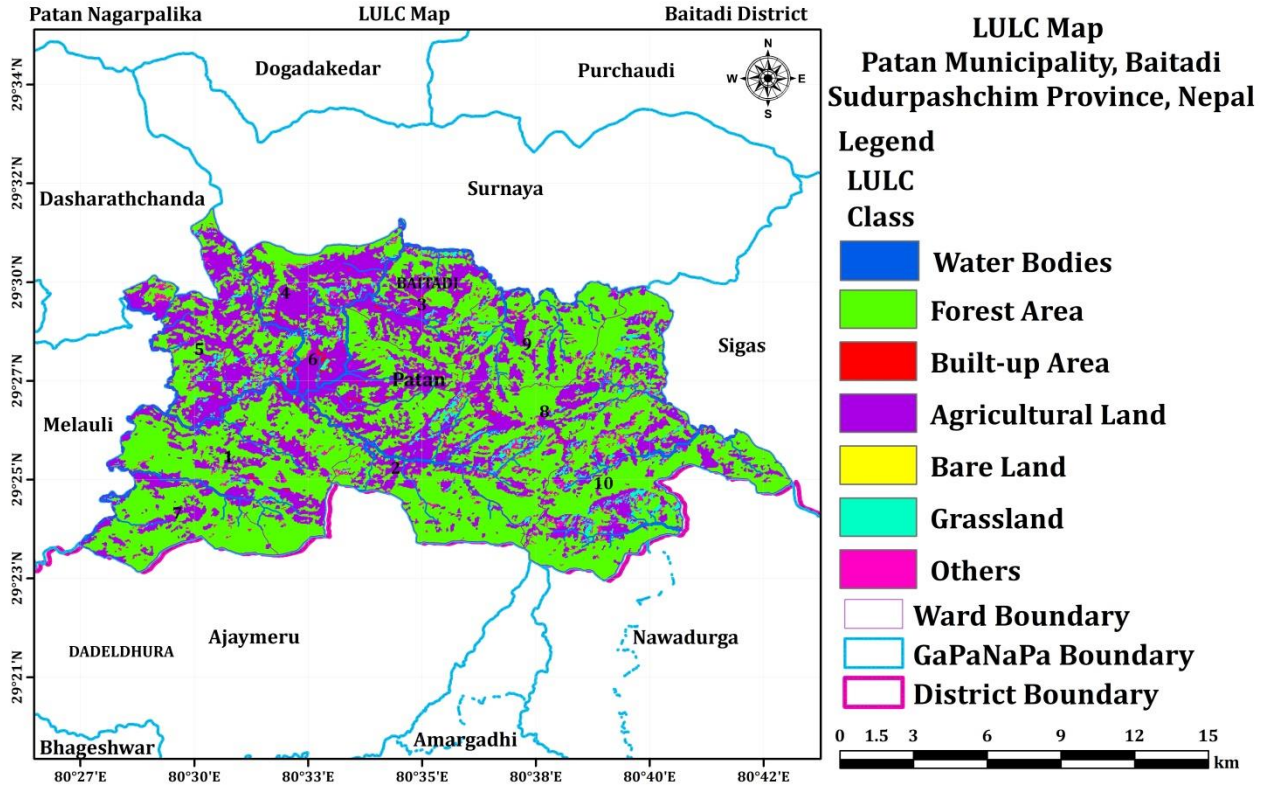 Patan Nagarpalika LULC Map Baitadi District
N
W E
S
29°34'N
29°32'N
29°30'N
29°27'N
29°25'N
29°23'N
29°21'N
Dogadakedar
Purchaudi
Dasharathchanda
Surnaya
BAITADI
4
3
5
6
9
Sigas
Patan
8
Melauli
1
2
10
7
Ajaymeru
Nawadurga
DADELDHURA
Bhageshwar
Amargadhi
80°27'E 80°30'E 80°33'E 80°35'E 80°38'E 80°40'E 80°42'E
LULC Map
Patan Municipality, Baitadi
Sudurpashchim Province, Nepal
Legend
LULC
Class
Water Bodies
Forest Area
Built-up Area
Agricultural Land
Bare Land
Grassland
Others
Ward Boundary
GaPaNaPa Boundary
District Boundary
0 1.5 3 6 9 12 15
km